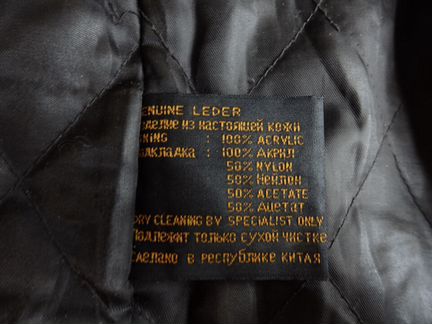 ENUINE LEDER
зделие из настоящей кожи
NING : 100% ACRYLIC
одкладка : 100% Акрил
50% NYLON
50% Нейлон
50% ACETATE
50% Ацетат
DRY CLEANING BY SPECIALIST ONLY
Подлежит только сухой чистке
Сделано в республике китая